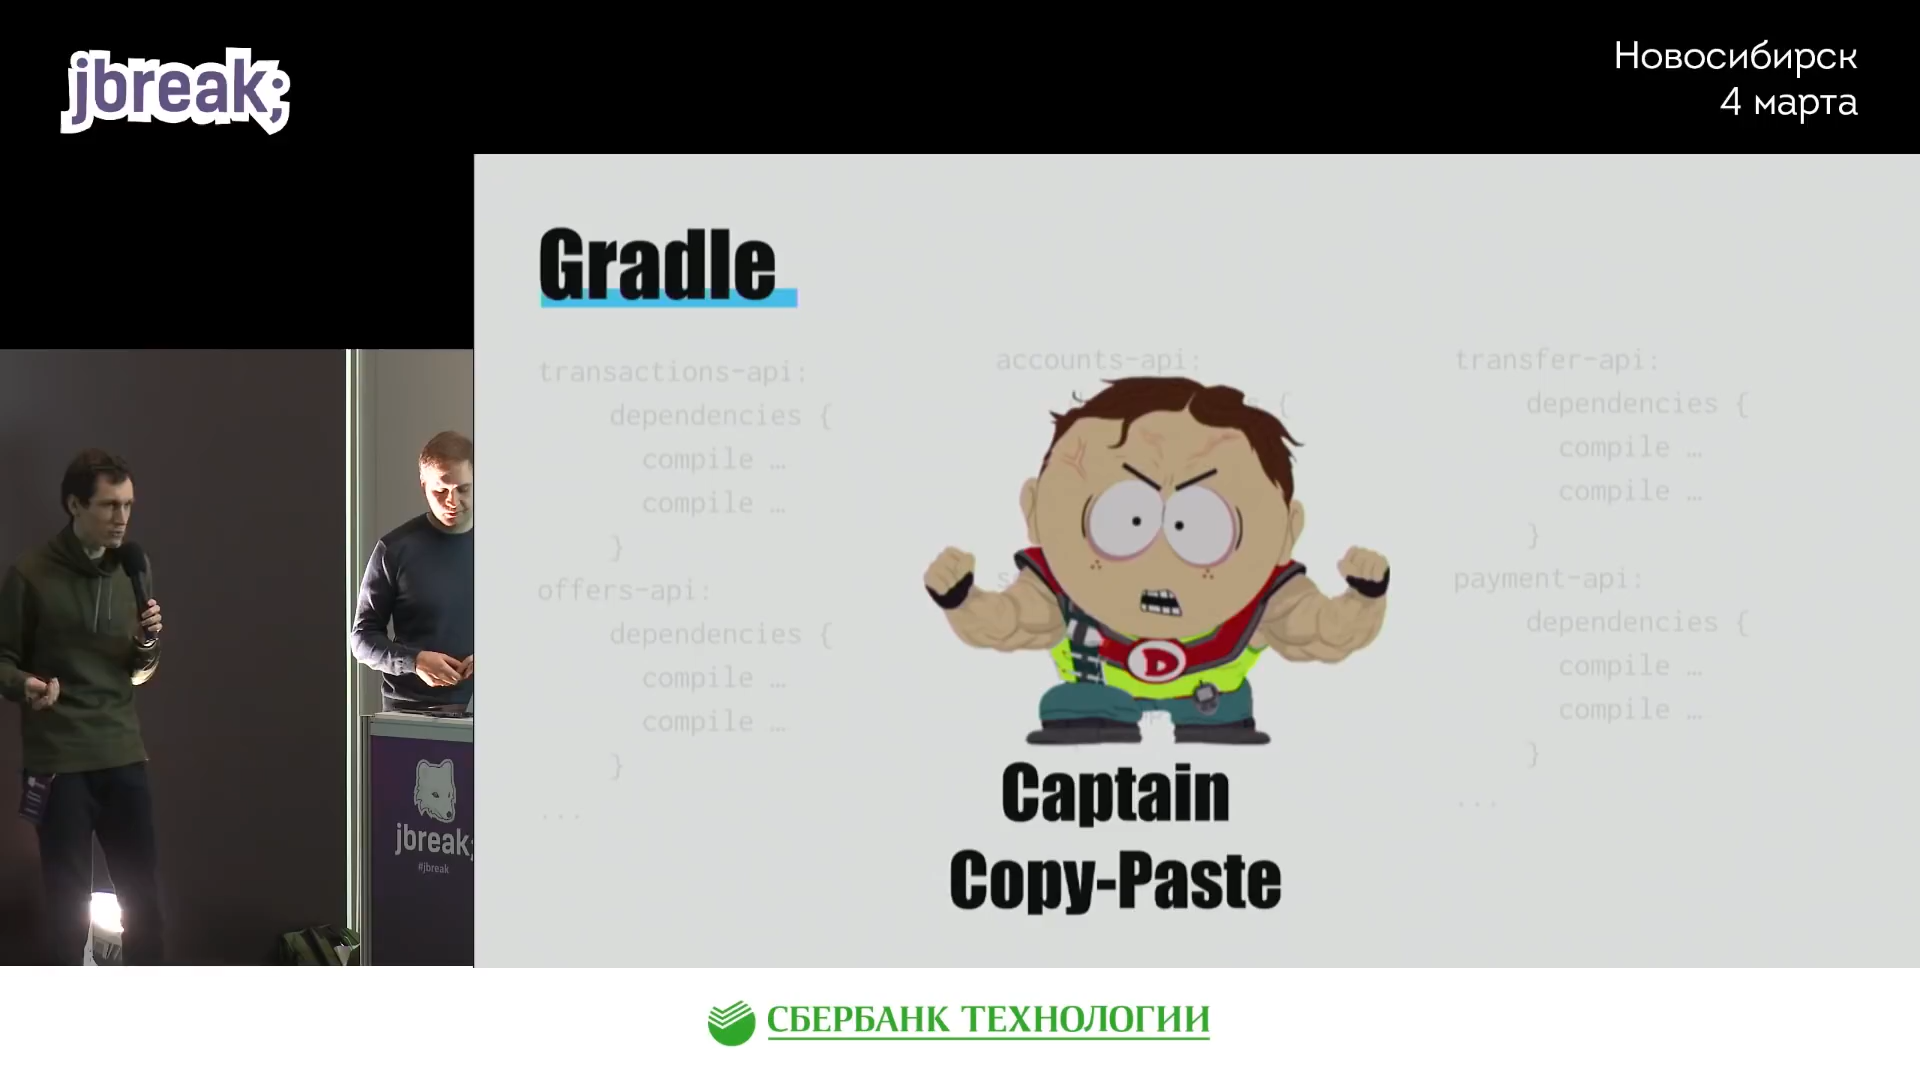 jbreak;
Новосибирск
4 марта
Gradle
transactions-api:
dependencies {
compile …
compile …
}
offers-api:
dependencies {
compile …
compile …
}
...
accounts-api:
{
D
Captain
Copy-Paste
transfer-api:
dependencies {
compile …
compile …
}
payment-api:
dependencies {
compile …
compile …
}
...
jbreak;
#jbreak
СБЕРБАНК ТЕХНОЛОГИИ